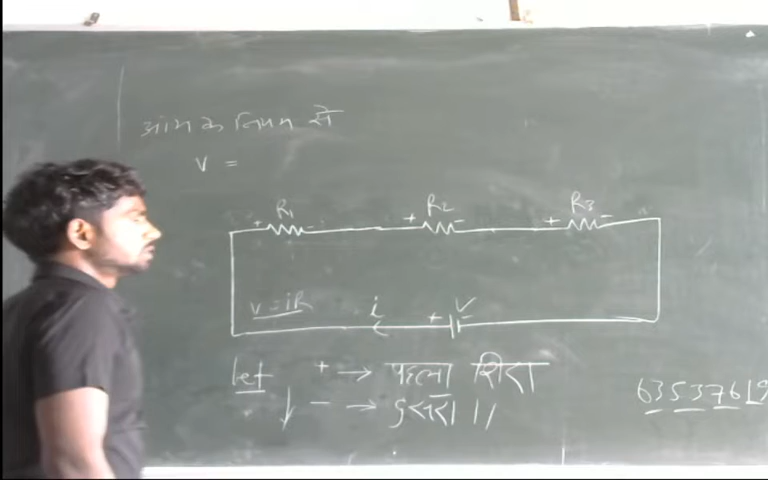 ओम के नियम से
V =
+ R₁ -
+ R₂ -
+ R₃ -
V = iR
i
+ V -
let + → पहला सिरा
↓ - → दुसरा //
63537619